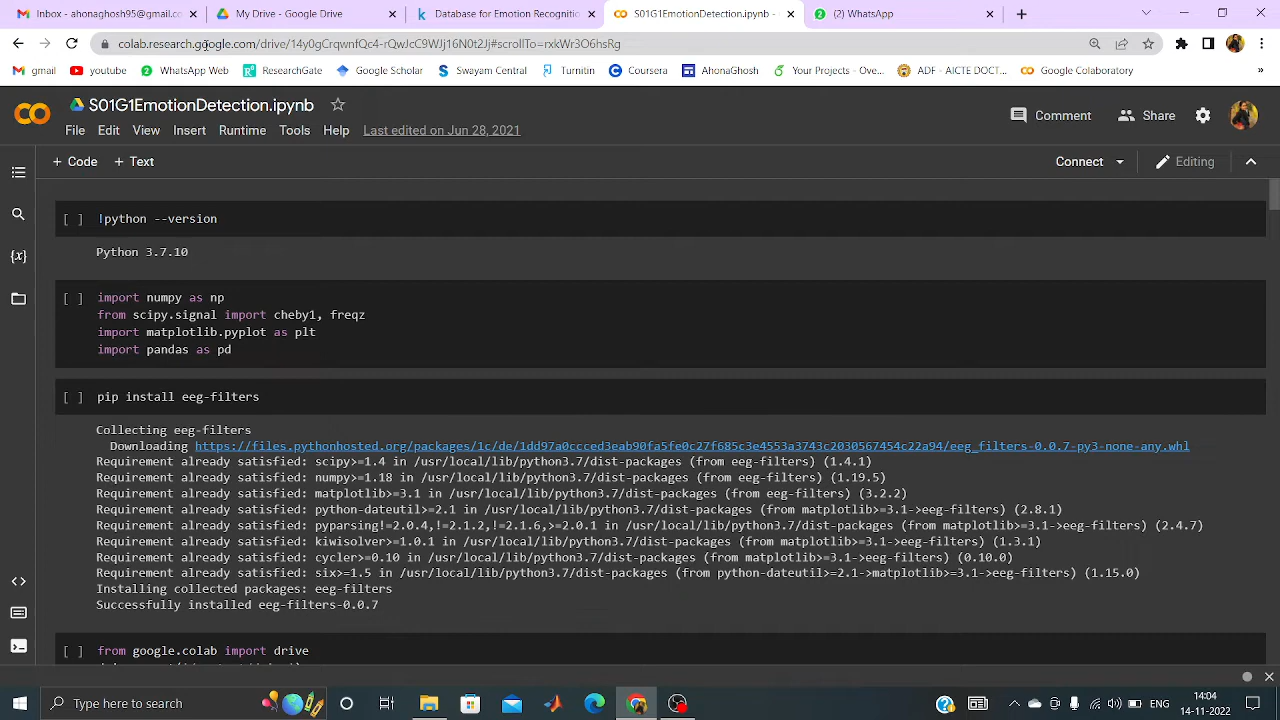 Inbox - ahonaghosh95@gmail.c
My Drive - Google Drive
Database for Emotion Recognitio
S01G1EmotionDetection.ipynb -
(2) WhatsApp
colab.research.google.com/drive/14y0gCrqwnfQc4-rQwJcC9WJj16N0t2Jj#scrollTo=rxkWr3O6hsRg
gmail
youtube
WhatsApp Web
ResearchGate
Google Scholar
Swayam Central
Turnitin
Coursera
AhonaGhosh
Your Projects - Ove...
ADF - AICTE DOCT...
Google Colaboratory
»
S01G1EmotionDetection.ipynb
Comment
Share
File Edit View Insert Runtime Tools Help Last edited on Jun 28, 2021
+ Code + Text
Connect
Editing
[ ] !python --version
Python 3.7.10
[ ] import numpy as np
from scipy.signal import cheby1, freqz
import matplotlib.pyplot as plt
import pandas as pd
[ ] pip install eeg-filters
Collecting eeg-filters
Downloading https://files.pythonhosted.org/packages/1c/de/1dd97a0ccced3eab90fa5fe0c27f685c3e4553a3743c2030567454c22a94/eeg_filters-0.0.7-py3-none-any.whl
Requirement already satisfied: scipy>=1.4 in /usr/local/lib/python3.7/dist-packages (from eeg-filters) (1.4.1)
Requirement already satisfied: numpy>=1.18 in /usr/local/lib/python3.7/dist-packages (from eeg-filters) (1.19.5)
Requirement already satisfied: matplotlib>=3.1 in /usr/local/lib/python3.7/dist-packages (from eeg-filters) (3.2.2)
Requirement already satisfied: python-dateutil>=2.1 in /usr/local/lib/python3.7/dist-packages (from matplotlib>=3.1->eeg-filters) (2.8.1)
Requirement already satisfied: pyparsing!=2.0.4,!=2.1.2,!=2.1.6,>=2.0.1 in /usr/local/lib/python3.7/dist-packages (from matplotlib>=3.1->eeg-filters) (2.4.7)
Requirement already satisfied: kiwisolver>=1.0.1 in /usr/local/lib/python3.7/dist-packages (from matplotlib>=3.1->eeg-filters) (1.3.1)
Requirement already satisfied: cycler>=0.10 in /usr/local/lib/python3.7/dist-packages (from matplotlib>=3.1->eeg-filters) (0.10.0)
Requirement already satisfied: six>=1.5 in /usr/local/lib/python3.7/dist-packages (from python-dateutil>=2.1->matplotlib>=3.1->eeg-filters) (1.15.0)
Installing collected packages: eeg-filters
Successfully installed eeg-filters-0.0.7
[ ] from google.colab import drive
Type here to search
14:04
14-11-2022